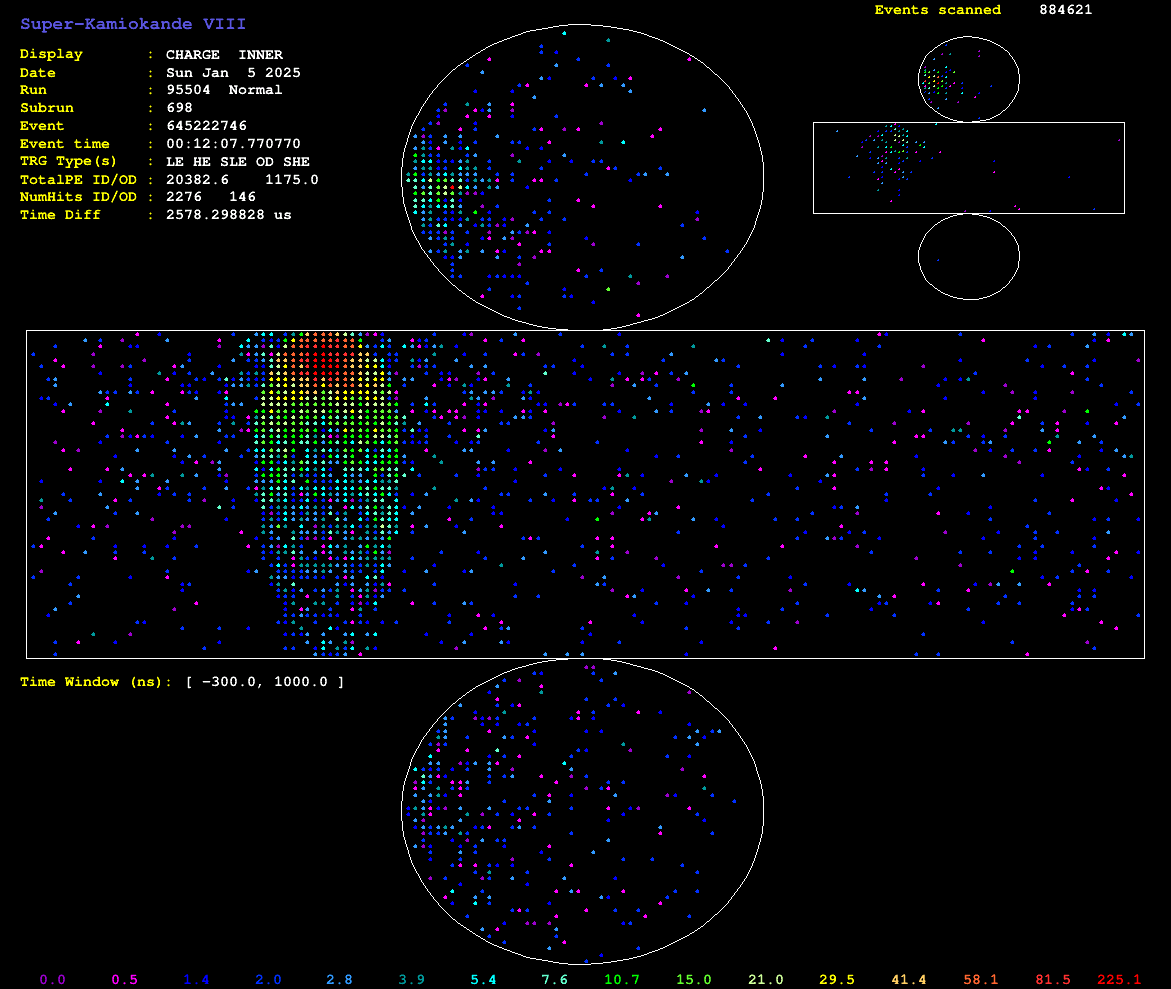 Super-Kamiokande VIII
Events scanned 884621
Display : CHARGE INNER
Date : Sun Jan 5 2025
Run : 95504 Normal
Subrun : 698
Event : 645222746
Event time : 00:12:07.770770
TRG Type(s) : LE HE SLE OD SHE
TotalPE ID/OD : 20382.6 1175.0
NumHits ID/OD : 2276 146
Time Diff : 2578.298828 us
Time Window (ns): [ -300.0, 1000.0 ]
0.0 0.5 1.4 2.0 2.8 3.9 5.4 7.6 10.7 15.0 21.0 29.5 41.4 58.1 81.5 225.1